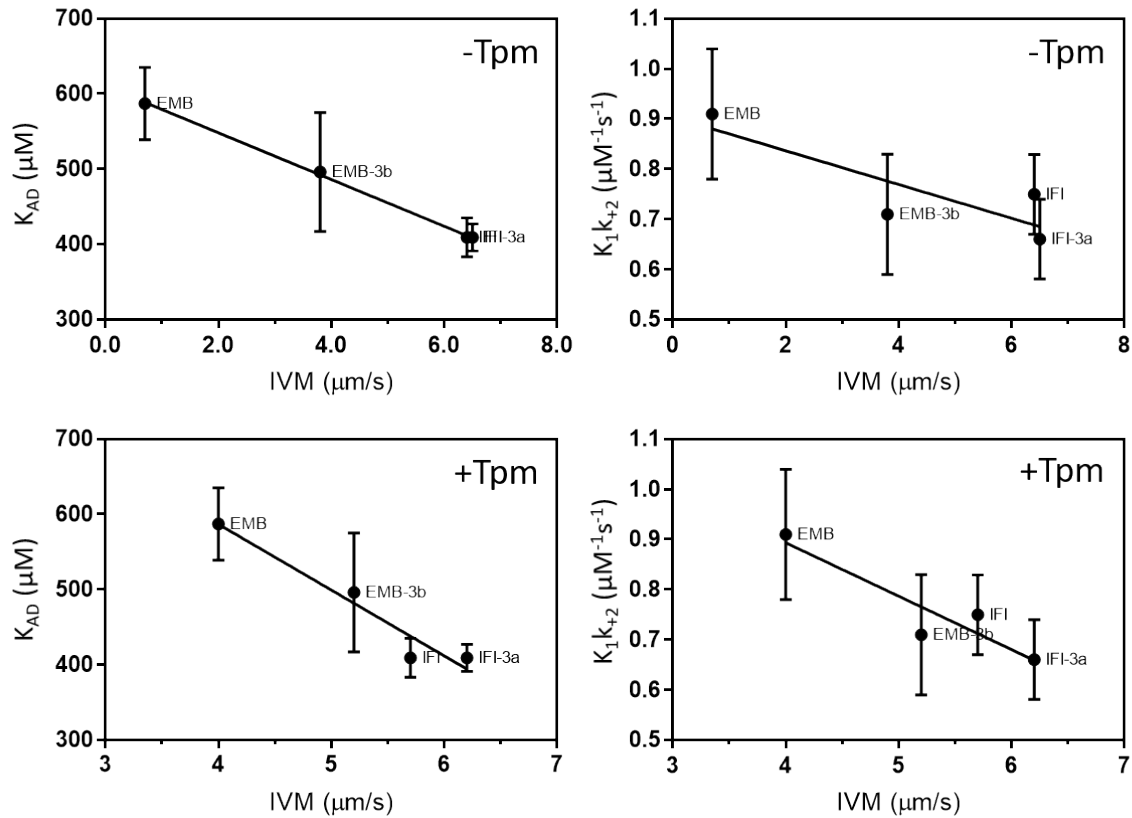 700
600
500
400
300
K_AD (μM)
-Tpm
EMB
EMB-3b
IFI
IFI-3a
0.0 2.0 4.0 6.0 8.0
IVM (μm/s)
1.1
1.0
0.9
0.8
0.7
0.6
0.5
K₁k₊₂ (μM⁻¹s⁻¹)
-Tpm
EMB
EMB-3b
IFI
IFI-3a
0 2 4 6 8
IVM (μm/s)
700
600
500
400
300
K_AD (μM)
+Tpm
EMB
EMB-3b
IFI
IFI-3a
3 4 5 6 7
IVM (μm/s)
1.1
1.0
0.9
0.8
0.7
0.6
0.5
K₁k₊₂ (μM⁻¹s⁻¹)
+Tpm
EMB
EMB-3b
IFI
IFI-3a
3 4 5 6 7
IVM (μm/s)